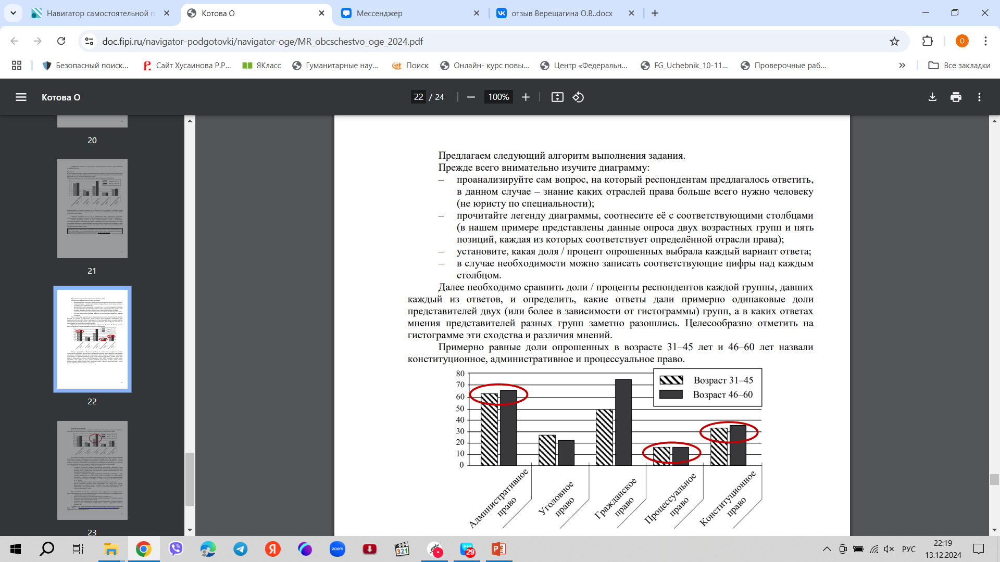 Навигатор самостоятельной п
Котова О
Мессенджер
отзыв Верещагина О.В..docx
doc.fipi.ru/navigator-podgotovki/navigator-oge/MR_obcschestvo_oge_2024.pdf
О
Безопасный поиск...
Сайт Хусаинова Р.Р...
ЯКласс
Гуманитарные нау...
Поиск
Онлайн- курс повы...
Центр «Федеральн...
FG_Uchebnik_10-11...
Проверочные раб...
Все закладки
Котова О
22 / 24
100%
20
21
22
23
Предлагаем следующий алгоритм выполнения задания.
Прежде всего внимательно изучите диаграмму:
– проанализируйте сам вопрос, на который респондентам предлагалось ответить,
в данном случае – знание каких отраслей права больше всего нужно человеку
(не юристу по специальности);
– прочитайте легенду диаграммы, соотнесите её с соответствующими столбцами
(в нашем примере представлены данные опроса двух возрастных групп и пять
позиций, каждая из которых соответствует определённой отрасли права);
– установите, какая доля / процент опрошенных выбрала каждый вариант ответа;
– в случае необходимости можно записать соответствующие цифры над каждым
столбцом.
Далее необходимо сравнить доли / проценты респондентов каждой группы, давших
каждый из ответов, и определить, какие ответы дали примерно одинаковые доли
представителей двух (или более в зависимости от гистограммы) групп, а в каких ответах
мнения представителей разных групп заметно разошлись. Целесообразно отметить на
гистограмме эти сходства и различия мнений.
Примерно равные доли опрошенных в возрасте 31–45 лет и 46–60 лет назвали
конституционное, административное и процессуальное право.
80
70
60
50
40
30
20
10
0
Возраст 31–45
Возраст 46–60
Административное
право
Уголовное
право
Гражданское
право
Процессуальное
право
Конституционное
право
zoom
321
29
РУС
22:19
13.12.2024